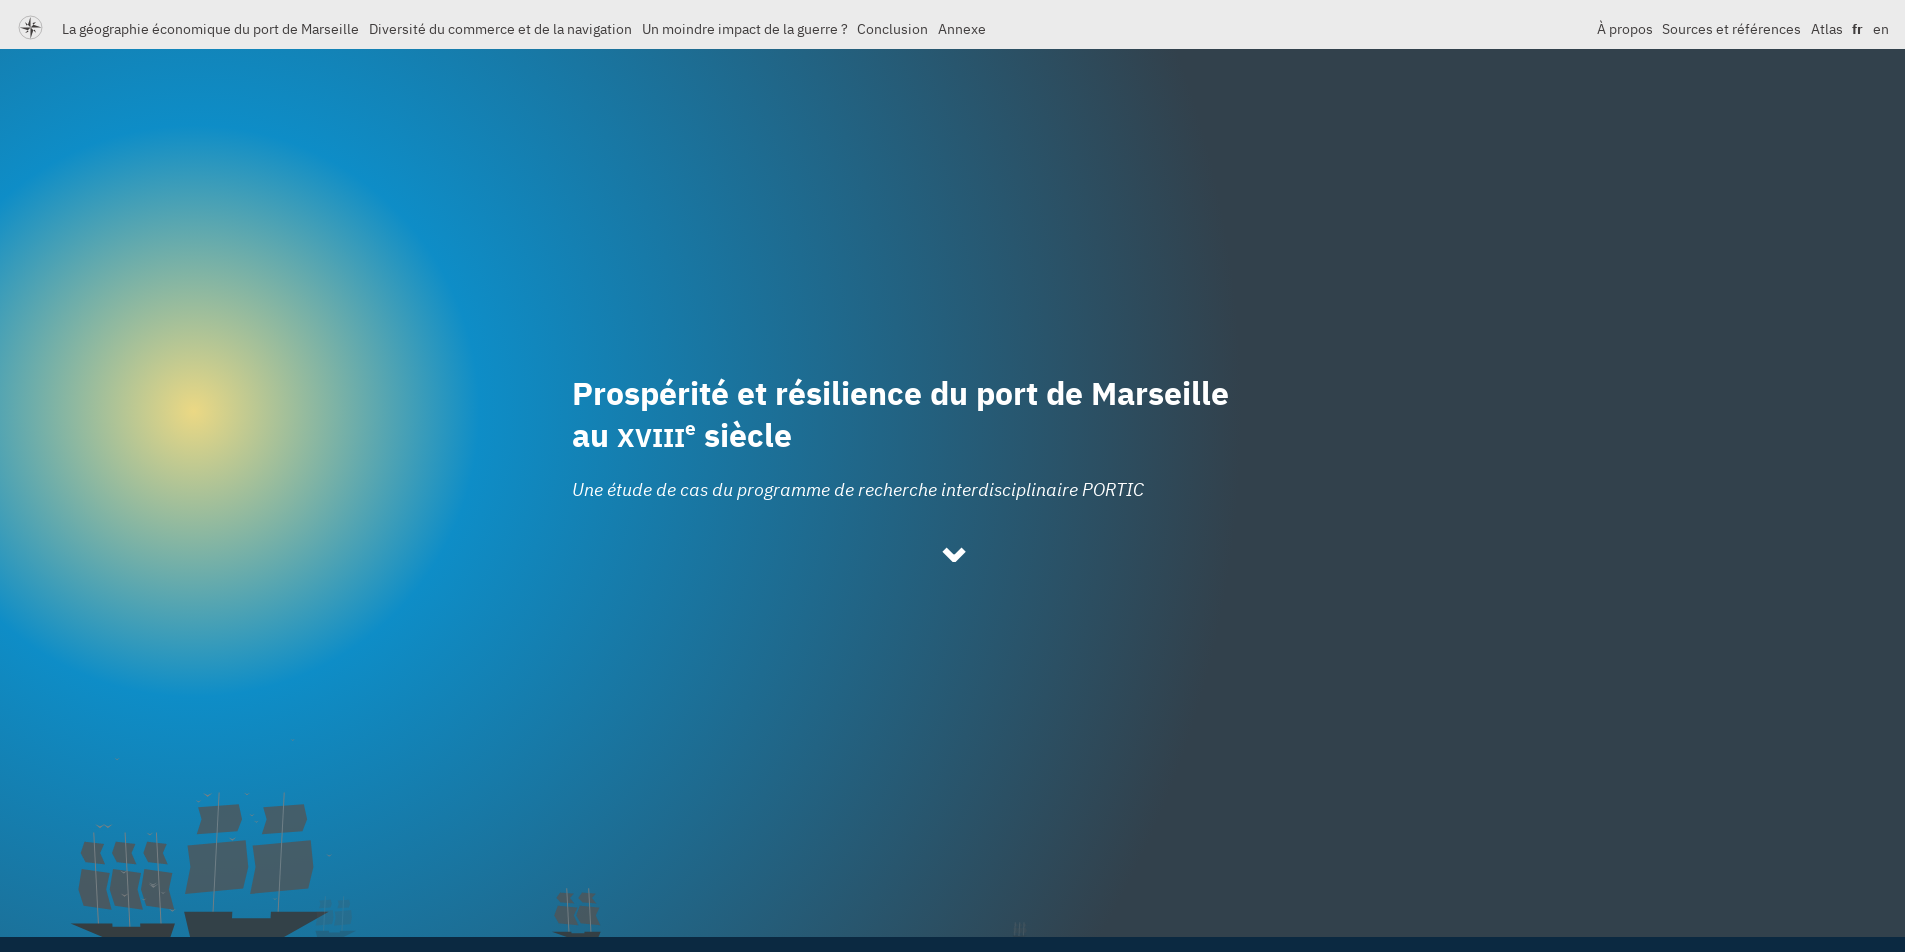 La géographie économique du port de Marseille Diversité du commerce et de la navigation Un moindre impact de la guerre ? Conclusion Annexe À propos Sources et références Atlas fr en
Prospérité et résilience du port de Marseille
au XVIIIe siècle
Une étude de cas du programme de recherche interdisciplinaire PORTIC